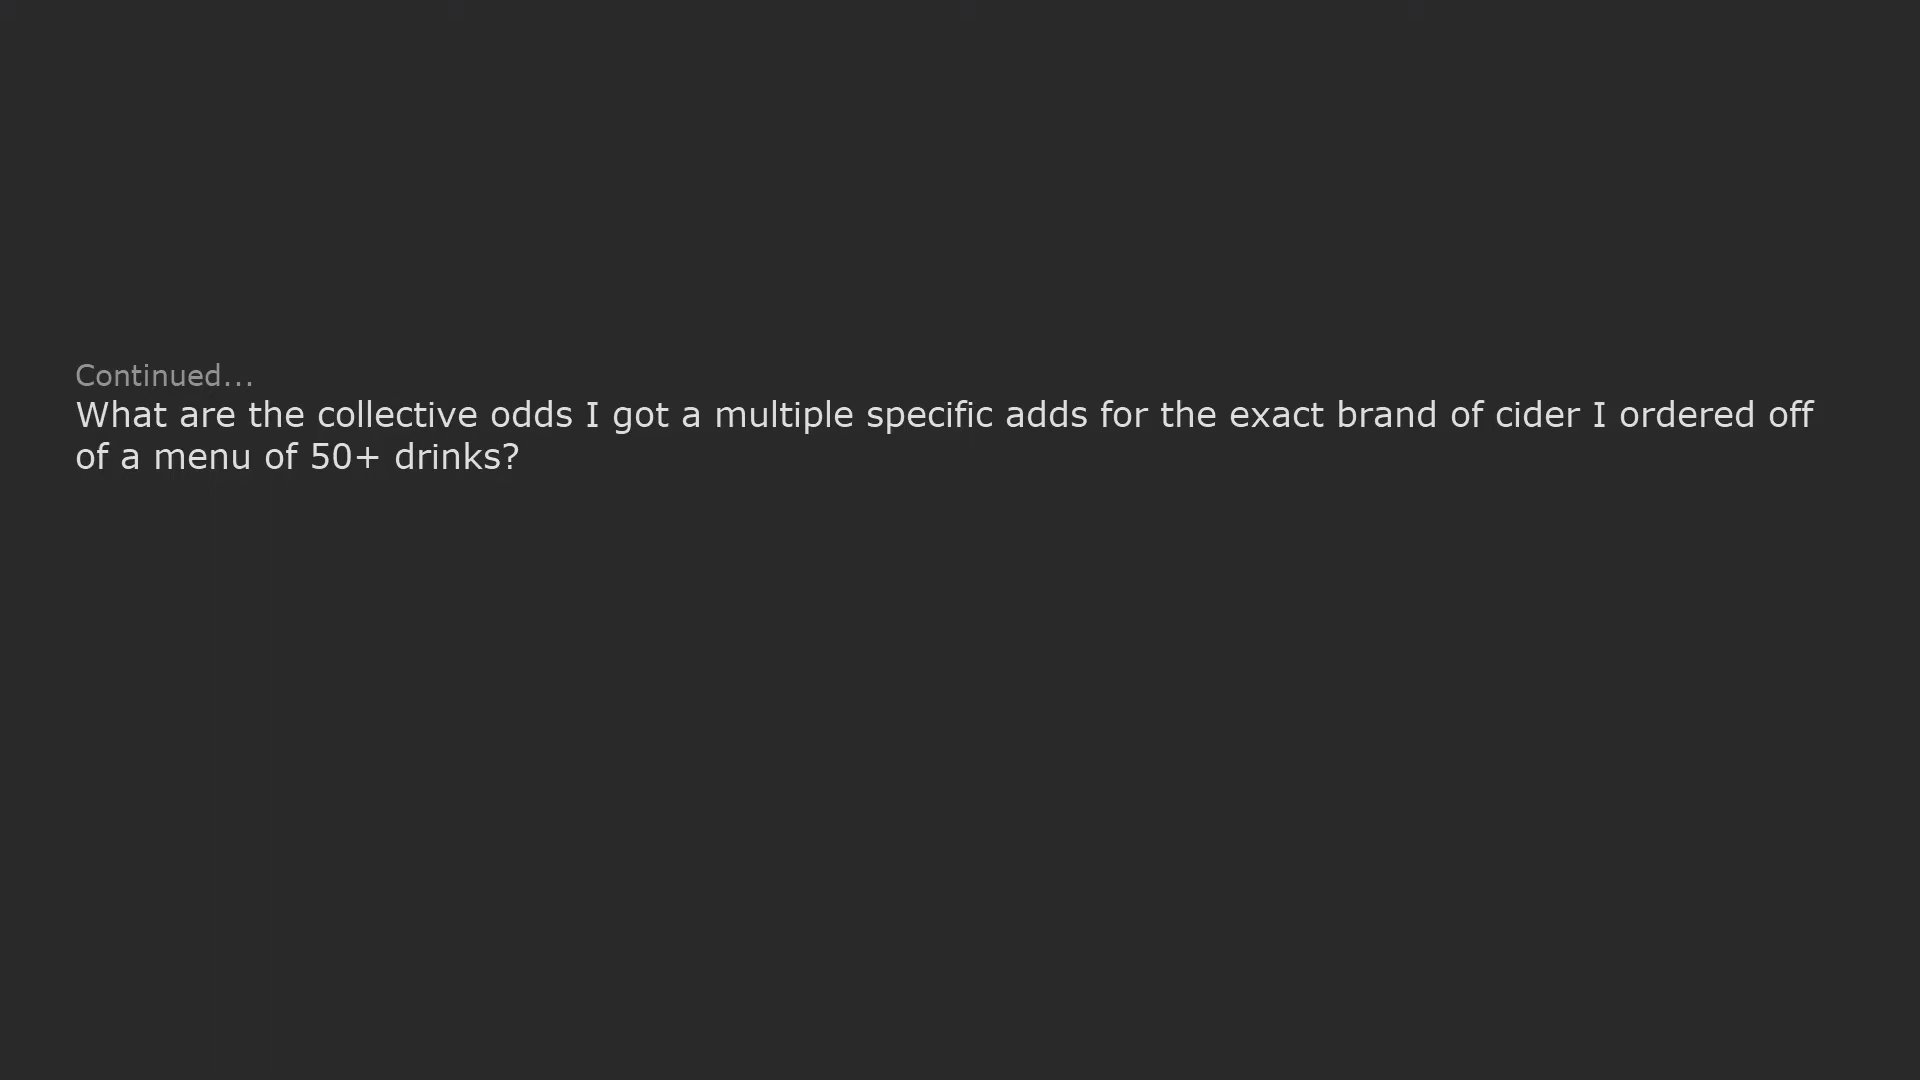 Continued...
What are the collective odds I got a multiple specific adds for the exact brand of cider I ordered off
of a menu of 50+ drinks?